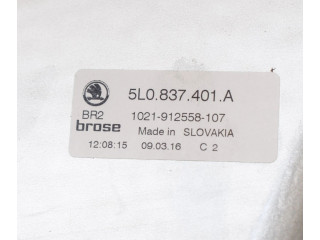 5L0.837.401.A
BR2 1021-912558-107
brose Made in SLOVAKIA
12:08:15 09.03.16 C 2